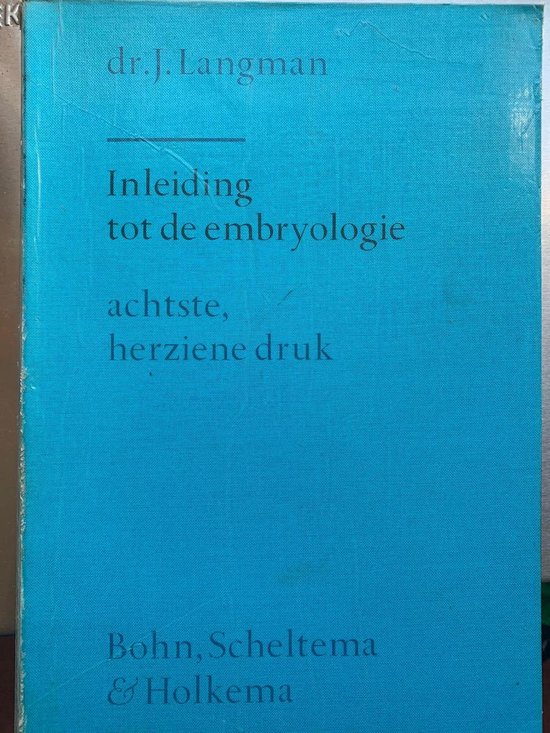 dr. J. Langman
Inleiding
tot de embryologie
achtste,
herziene druk
Bohn, Scheltema
& Holkema